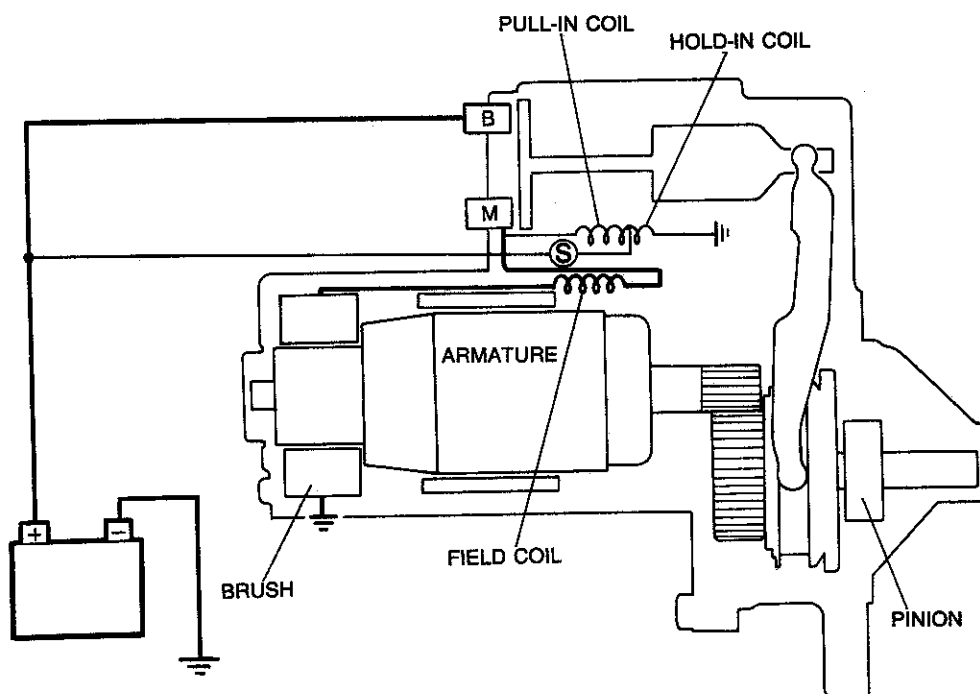 PULL-IN COIL
HOLD-IN COIL
B
M
S
ARMATURE
+ −
FIELD COIL
BRUSH
PINION